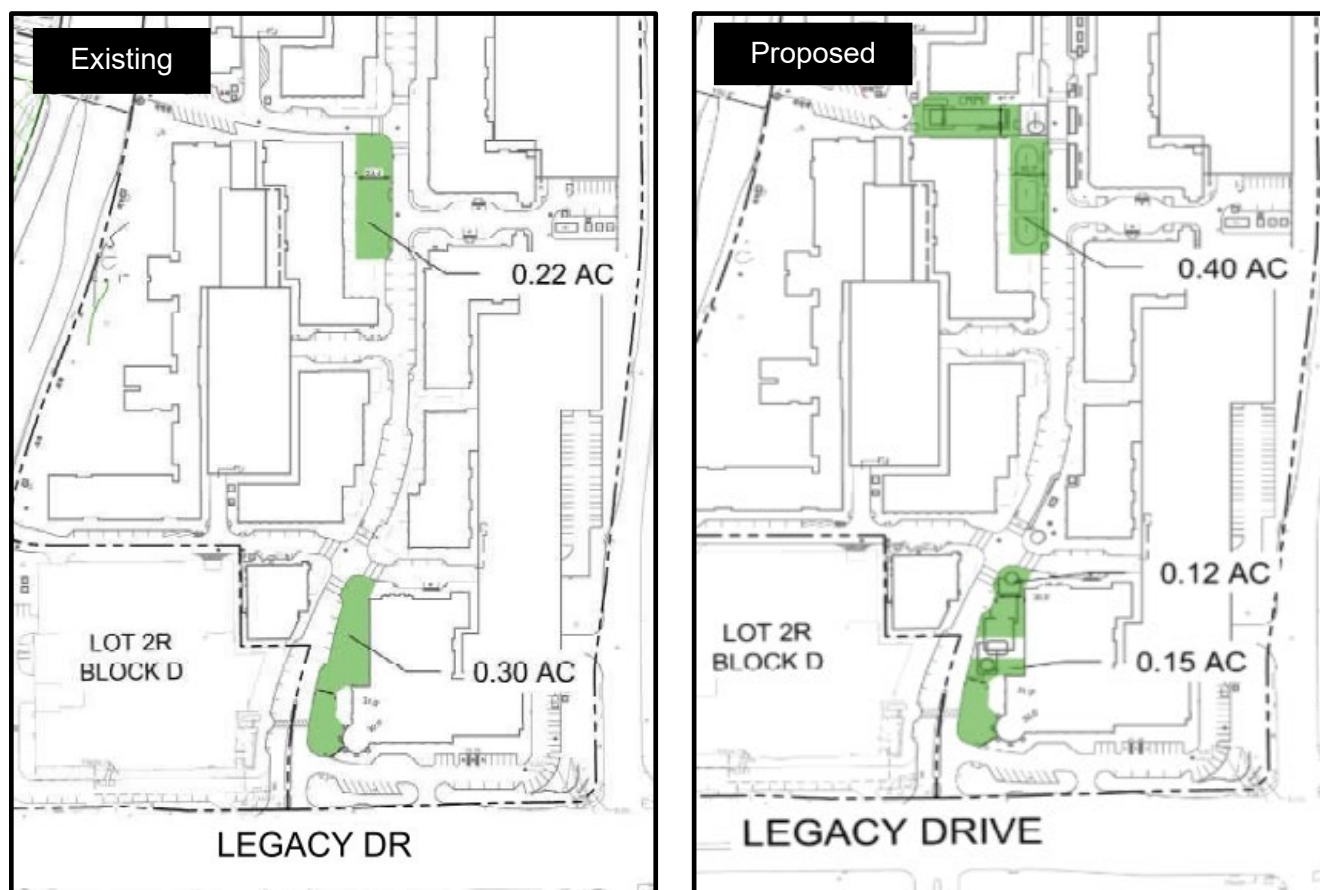 Existing
0.22 AC
0.30 AC
LOT 2R
BLOCK D
LEGACY DR
Proposed
0.40 AC
0.12 AC
0.15 AC
LOT 2R
BLOCK D
LEGACY DRIVE